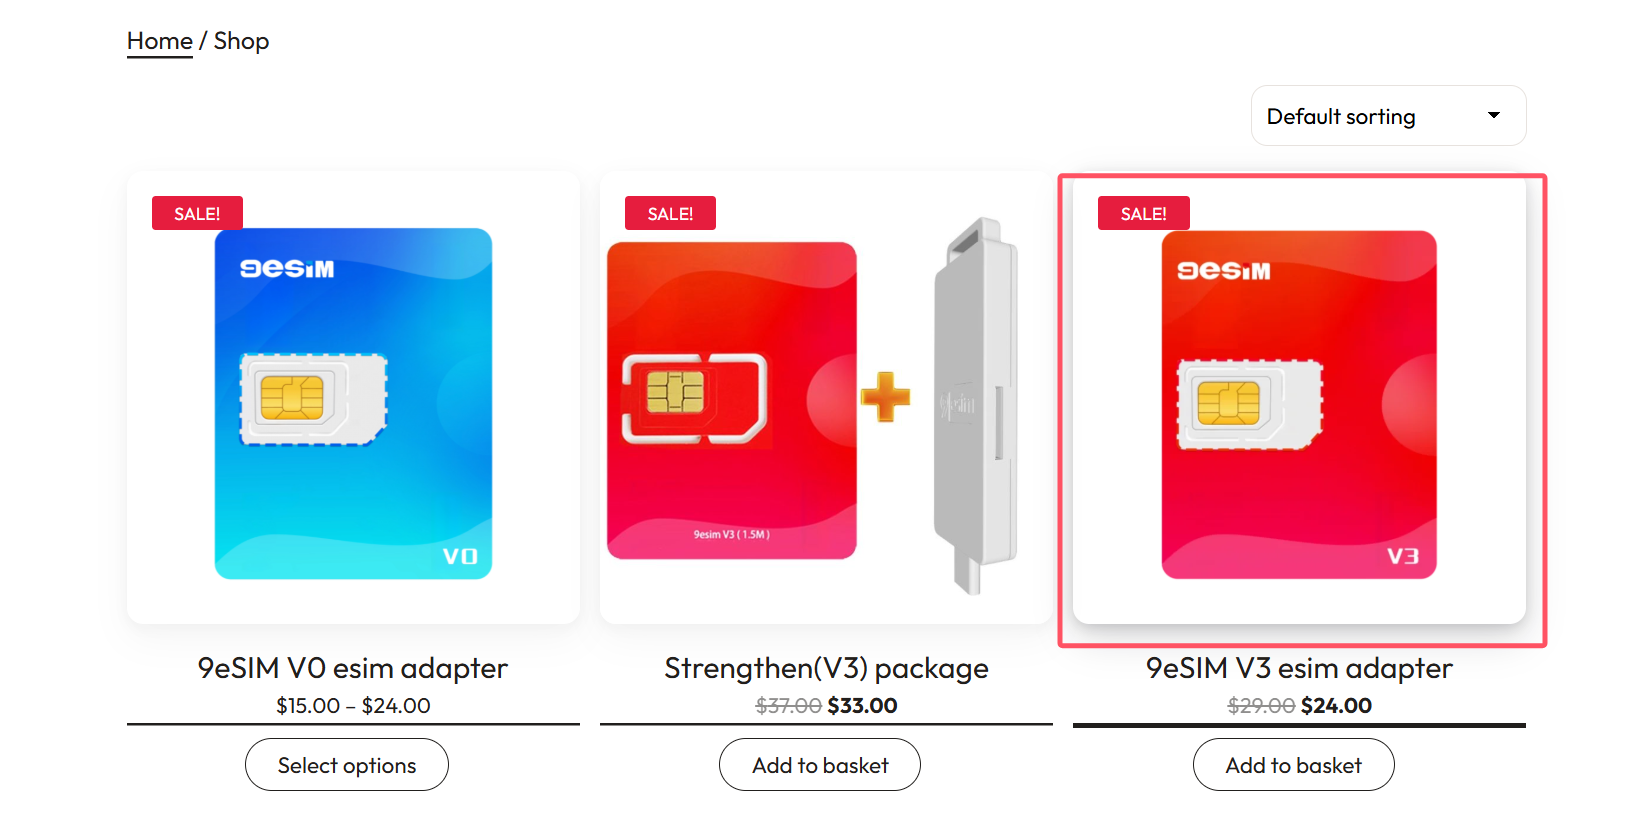 Home / Shop
Default sorting
SALE!
SALE!
SALE!
9esim
9esim
9esim
9esim V3 ( 1.5M )
V0
V3
9eSIM V0 esim adapter
Strengthen(V3) package
9eSIM V3 esim adapter
$15.00 – $24.00
$37.00 $33.00
$29.00 $24.00
Select options
Add to basket
Add to basket